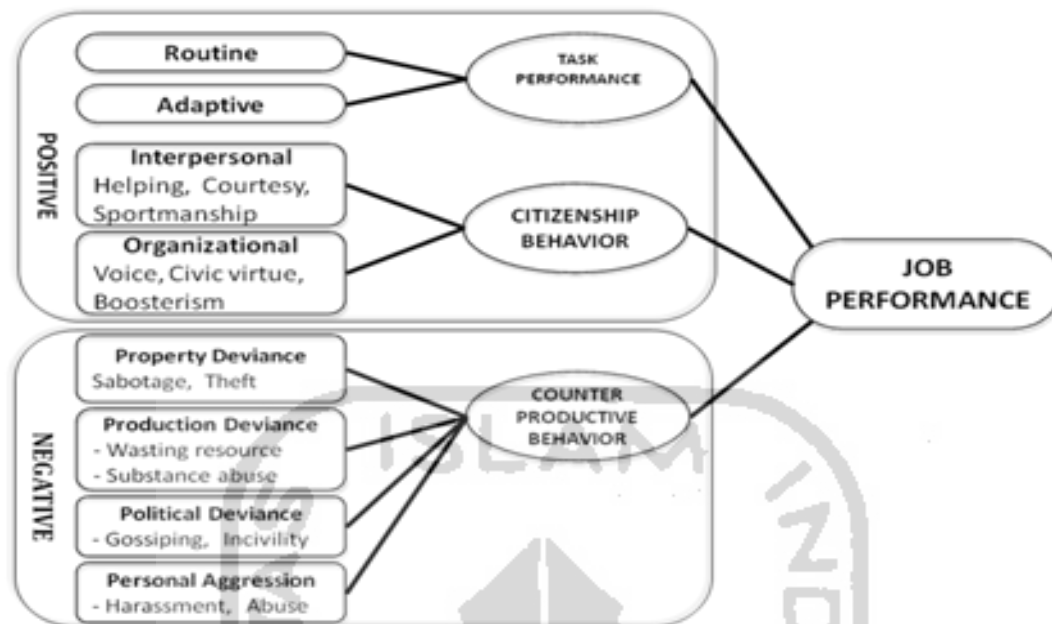 POSITIVE
Routine
Adaptive
Interpersonal
Helping, Courtesy,
Sportmanship
Organizational
Voice, Civic virtue,
Boosterism
TASK
PERFORMANCE
CITIZENSHIP
BEHAVIOR
JOB
PERFORMANCE
NEGATIVE
Property Deviance
Sabotage, Theft
Production Deviance
- Wasting resource
- Substance abuse
Political Deviance
- Gossiping, Incivility
Personal Aggression
- Harassment, Abuse
COUNTER
PRODUCTIVE
BEHAVIOR
ISLAM